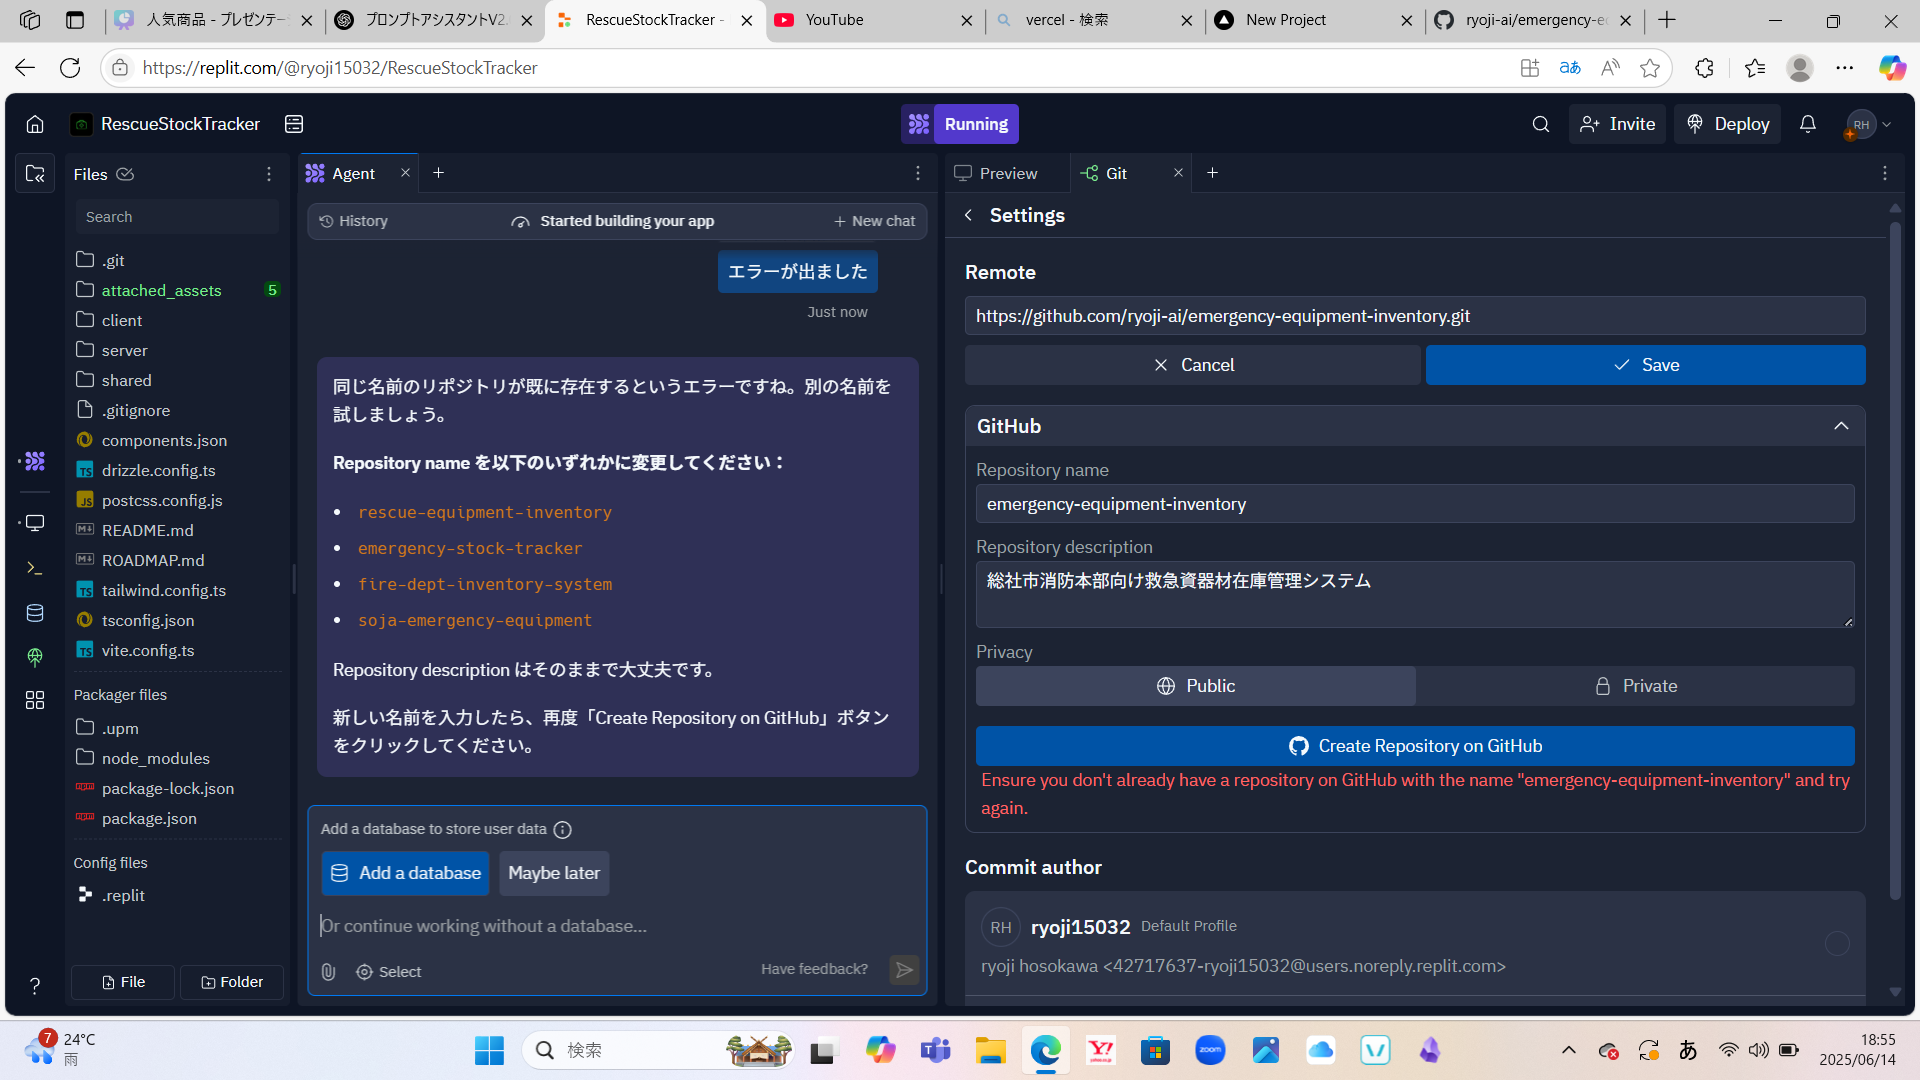 人気商品 - プレゼンテー
プロンプトアシスタントV2.
RescueStockTracker -
YouTube
vercel - 検索
New Project
ryoji-ai/emergency-e
https://replit.com/@ryoji15032/RescueStockTracker
RescueStockTracker
Running
Invite
Deploy
RH
Files
Search
.git
attached_assets
5
client
server
shared
.gitignore
components.json
drizzle.config.ts
postcss.config.js
README.md
ROADMAP.md
tailwind.config.ts
tsconfig.json
vite.config.ts
Packager files
.upm
node_modules
package-lock.json
package.json
Config files
.replit
File
Folder
Agent
History
Started building your app
New chat
エラーが出ました
Just now
同じ名前のリポジトリが既に存在するというエラーですね。別の名前を
試しましょう。
Repository name を以下のいずれかに変更してください：
• rescue-equipment-inventory
• emergency-stock-tracker
• fire-dept-inventory-system
• soja-emergency-equipment
Repository description はそのままで大丈夫です。
新しい名前を入力したら、再度「Create Repository on GitHub」ボタン
をクリックしてください。
Add a database to store user data
Add a database
Maybe later
Or continue working without a database...
Select
Have feedback?
Preview
Git
Settings
Remote
https://github.com/ryoji-ai/emergency-equipment-inventory.git
Cancel
Save
GitHub
Repository name
emergency-equipment-inventory
Repository description
総社市消防本部向け救急資器材在庫管理システム
Privacy
Public
Private
Create Repository on GitHub
Ensure you don't already have a repository on GitHub with the name "emergency-equipment-inventory" and try
again.
Commit author
RH
ryoji15032
Default Profile
ryoji hosokawa <42717637-ryoji15032@users.noreply.replit.com>
7
24°C
雨
検索
zoom
あ
18:55
2025/06/14